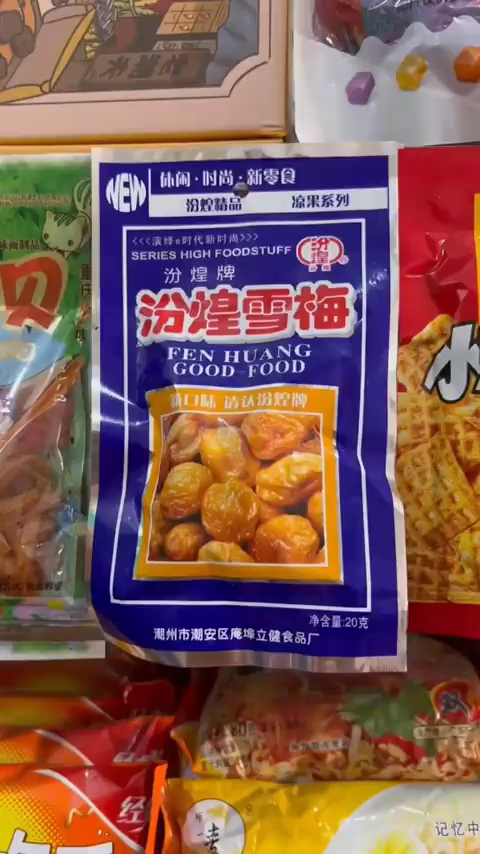 NEW
休闲·时尚·新零食
汾煌精品 凉果系列
<<<演绎e时代新时尚>>>
SERIES HIGH FOODSTUFF
汾煌
汾煌牌
汾煌雪梅
FEN HUANG
GOOD FOOD
新口味 请认汾煌牌
净含量:20克
潮州市潮安区庵埠立健食品厂
贝
经
记忆中